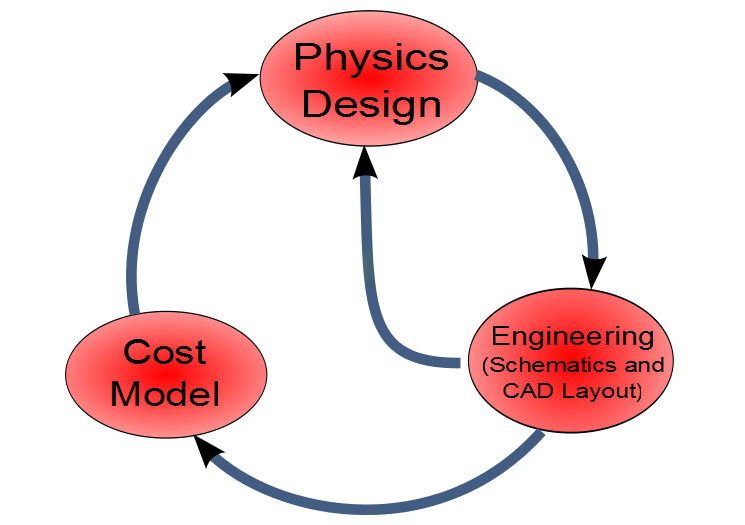 Physics
Design
Engineering
(Schematics and
CAD Layout)
Cost
Model